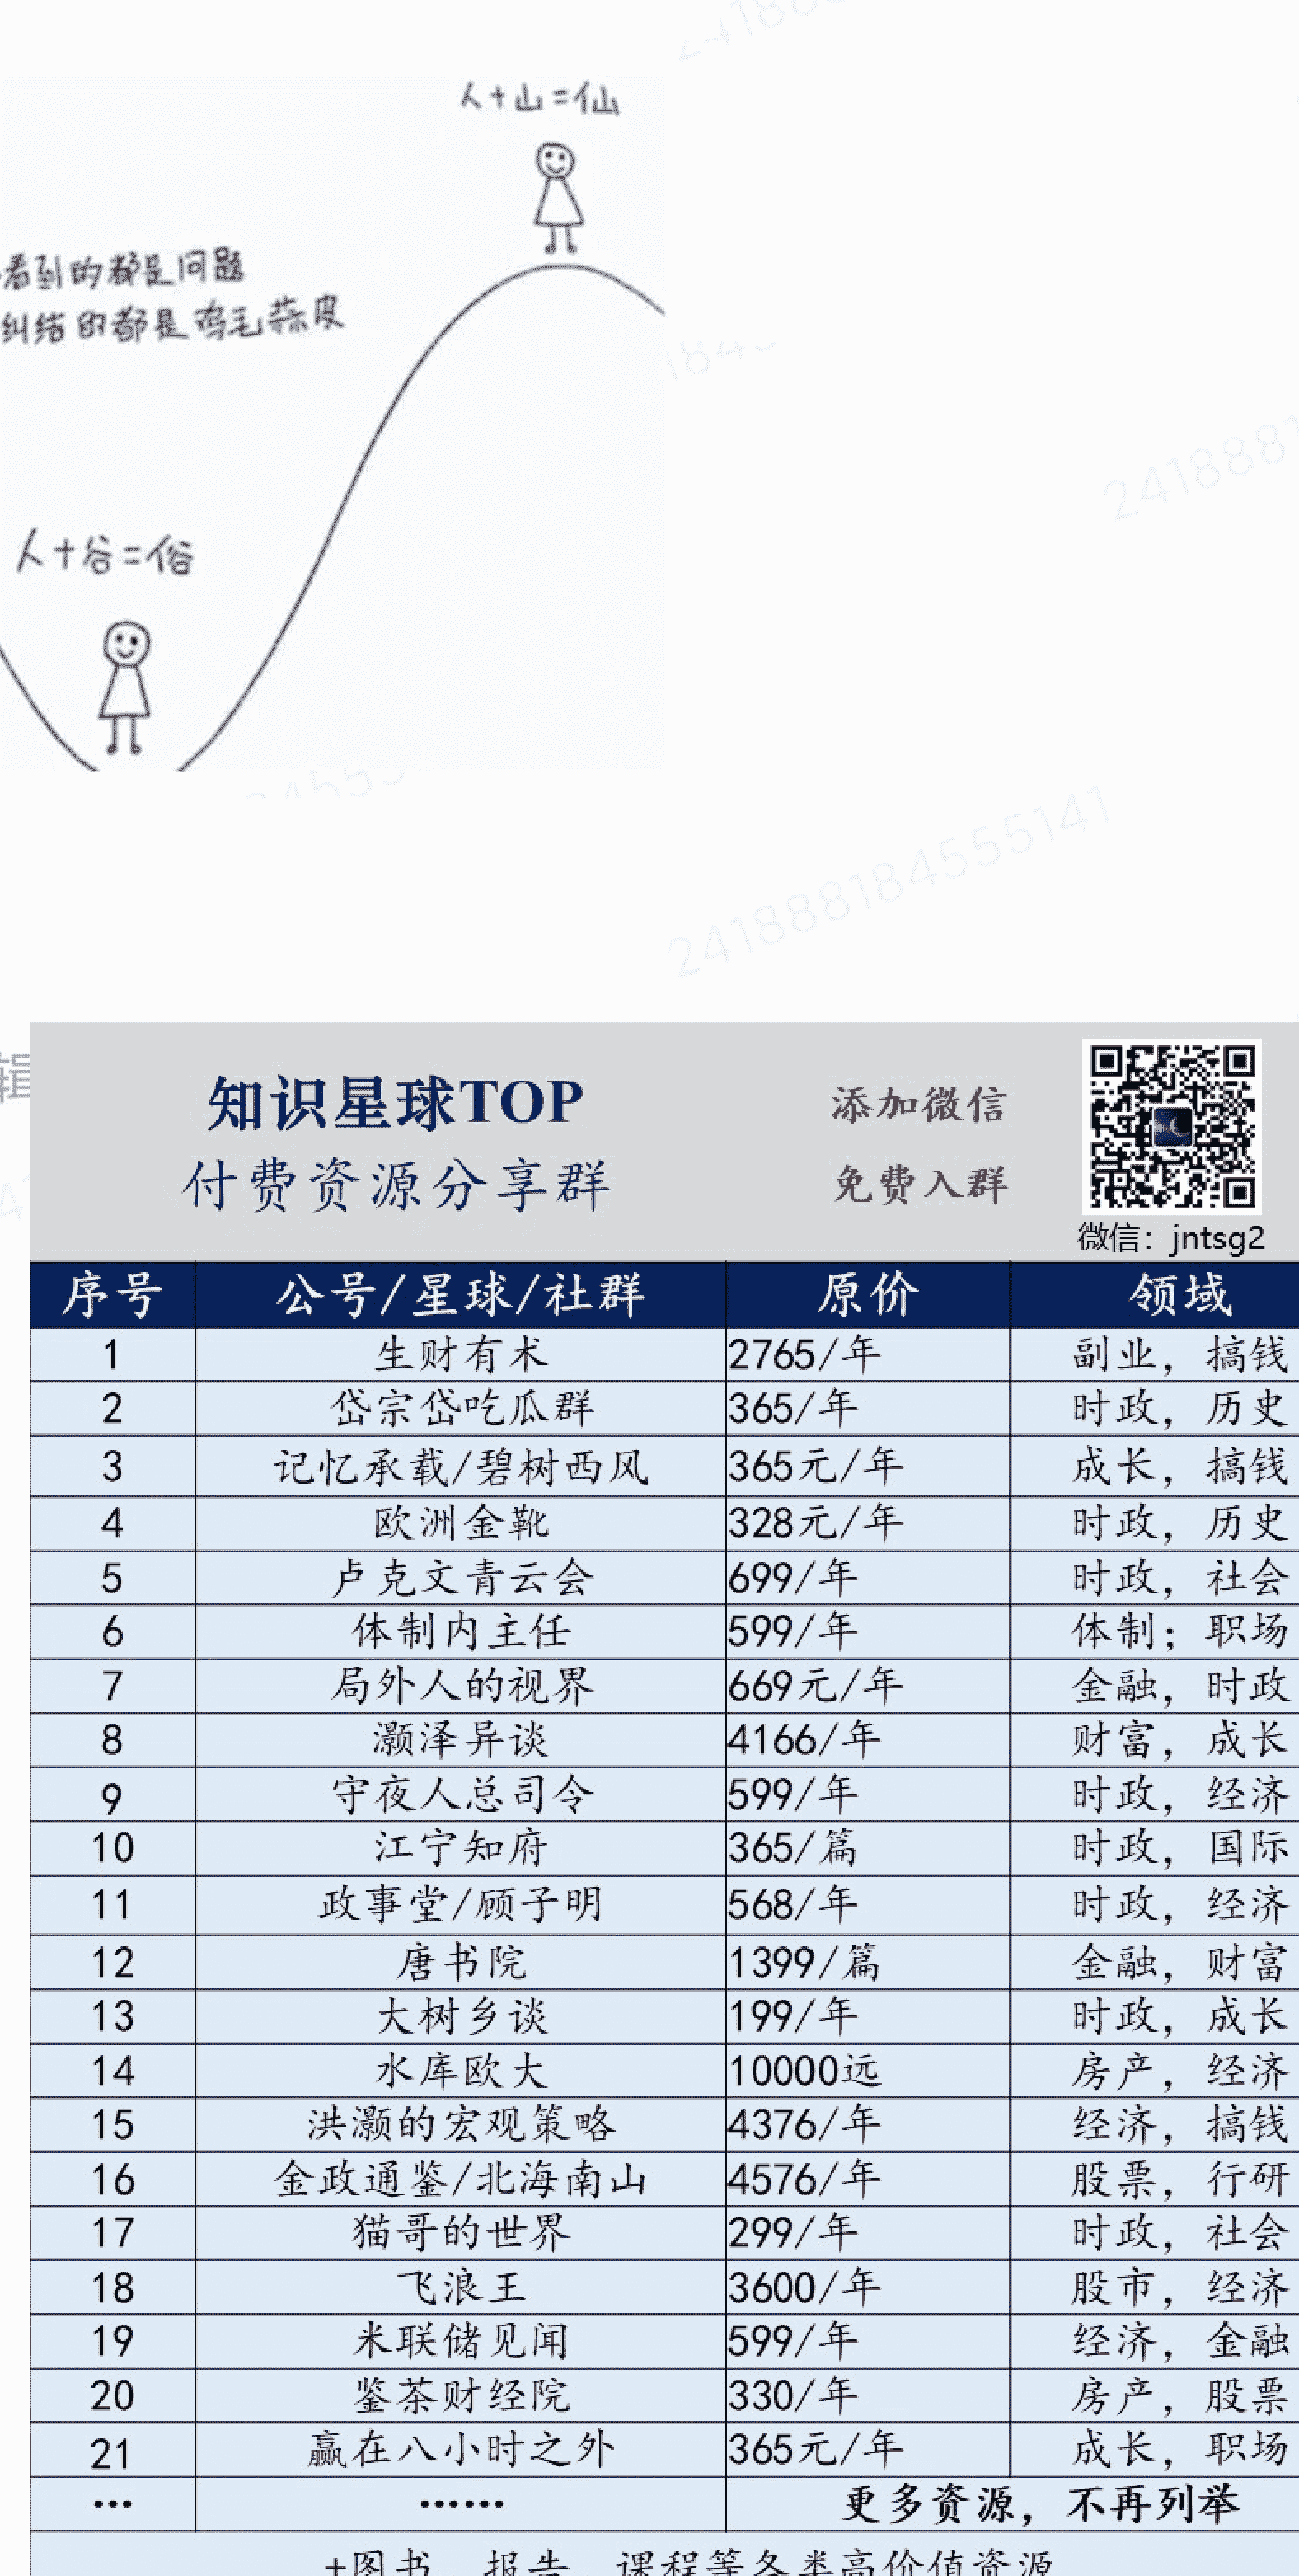 人+山=仙
看到的都是问题
纠结的都是鸡毛蒜皮
人+谷=俗
24188818
241888184555141
辑
知识星球TOP
付费资源分享群
添加微信
免费入群
微信：jntsg2
序号 公号/星球/社群 原价 领域
1 生财有术 2765/年 副业，搞钱
2 岱宗岱吃瓜群 365/年 时政，历史
3 记忆承载/碧树西风 365元/年 成长，搞钱
4 欧洲金靴 328元/年 时政，历史
5 卢克文青云会 699/年 时政，社会
6 体制内主任 599/年 体制；职场
7 局外人的视界 669元/年 金融，时政
8 灏泽异谈 4166/年 财富，成长
9 守夜人总司令 599/年 时政，经济
10 江宁知府 365/篇 时政，国际
11 政事堂/顾子明 568/年 时政，经济
12 唐书院 1399/篇 金融，财富
13 大树乡谈 199/年 时政，成长
14 水库欧大 10000远 房产，经济
15 洪灏的宏观策略 4376/年 经济，搞钱
16 金政通鉴/北海南山 4576/年 股票，行研
17 猫哥的世界 299/年 时政，社会
18 飞浪王 3600/年 股市，经济
19 米联储见闻 599/年 经济，金融
20 鉴茶财经院 330/年 房产，股票
21 赢在八小时之外 365元/年 成长，职场
… …… 更多资源，不再列举
+图书、报告、课程等各类高价值资源